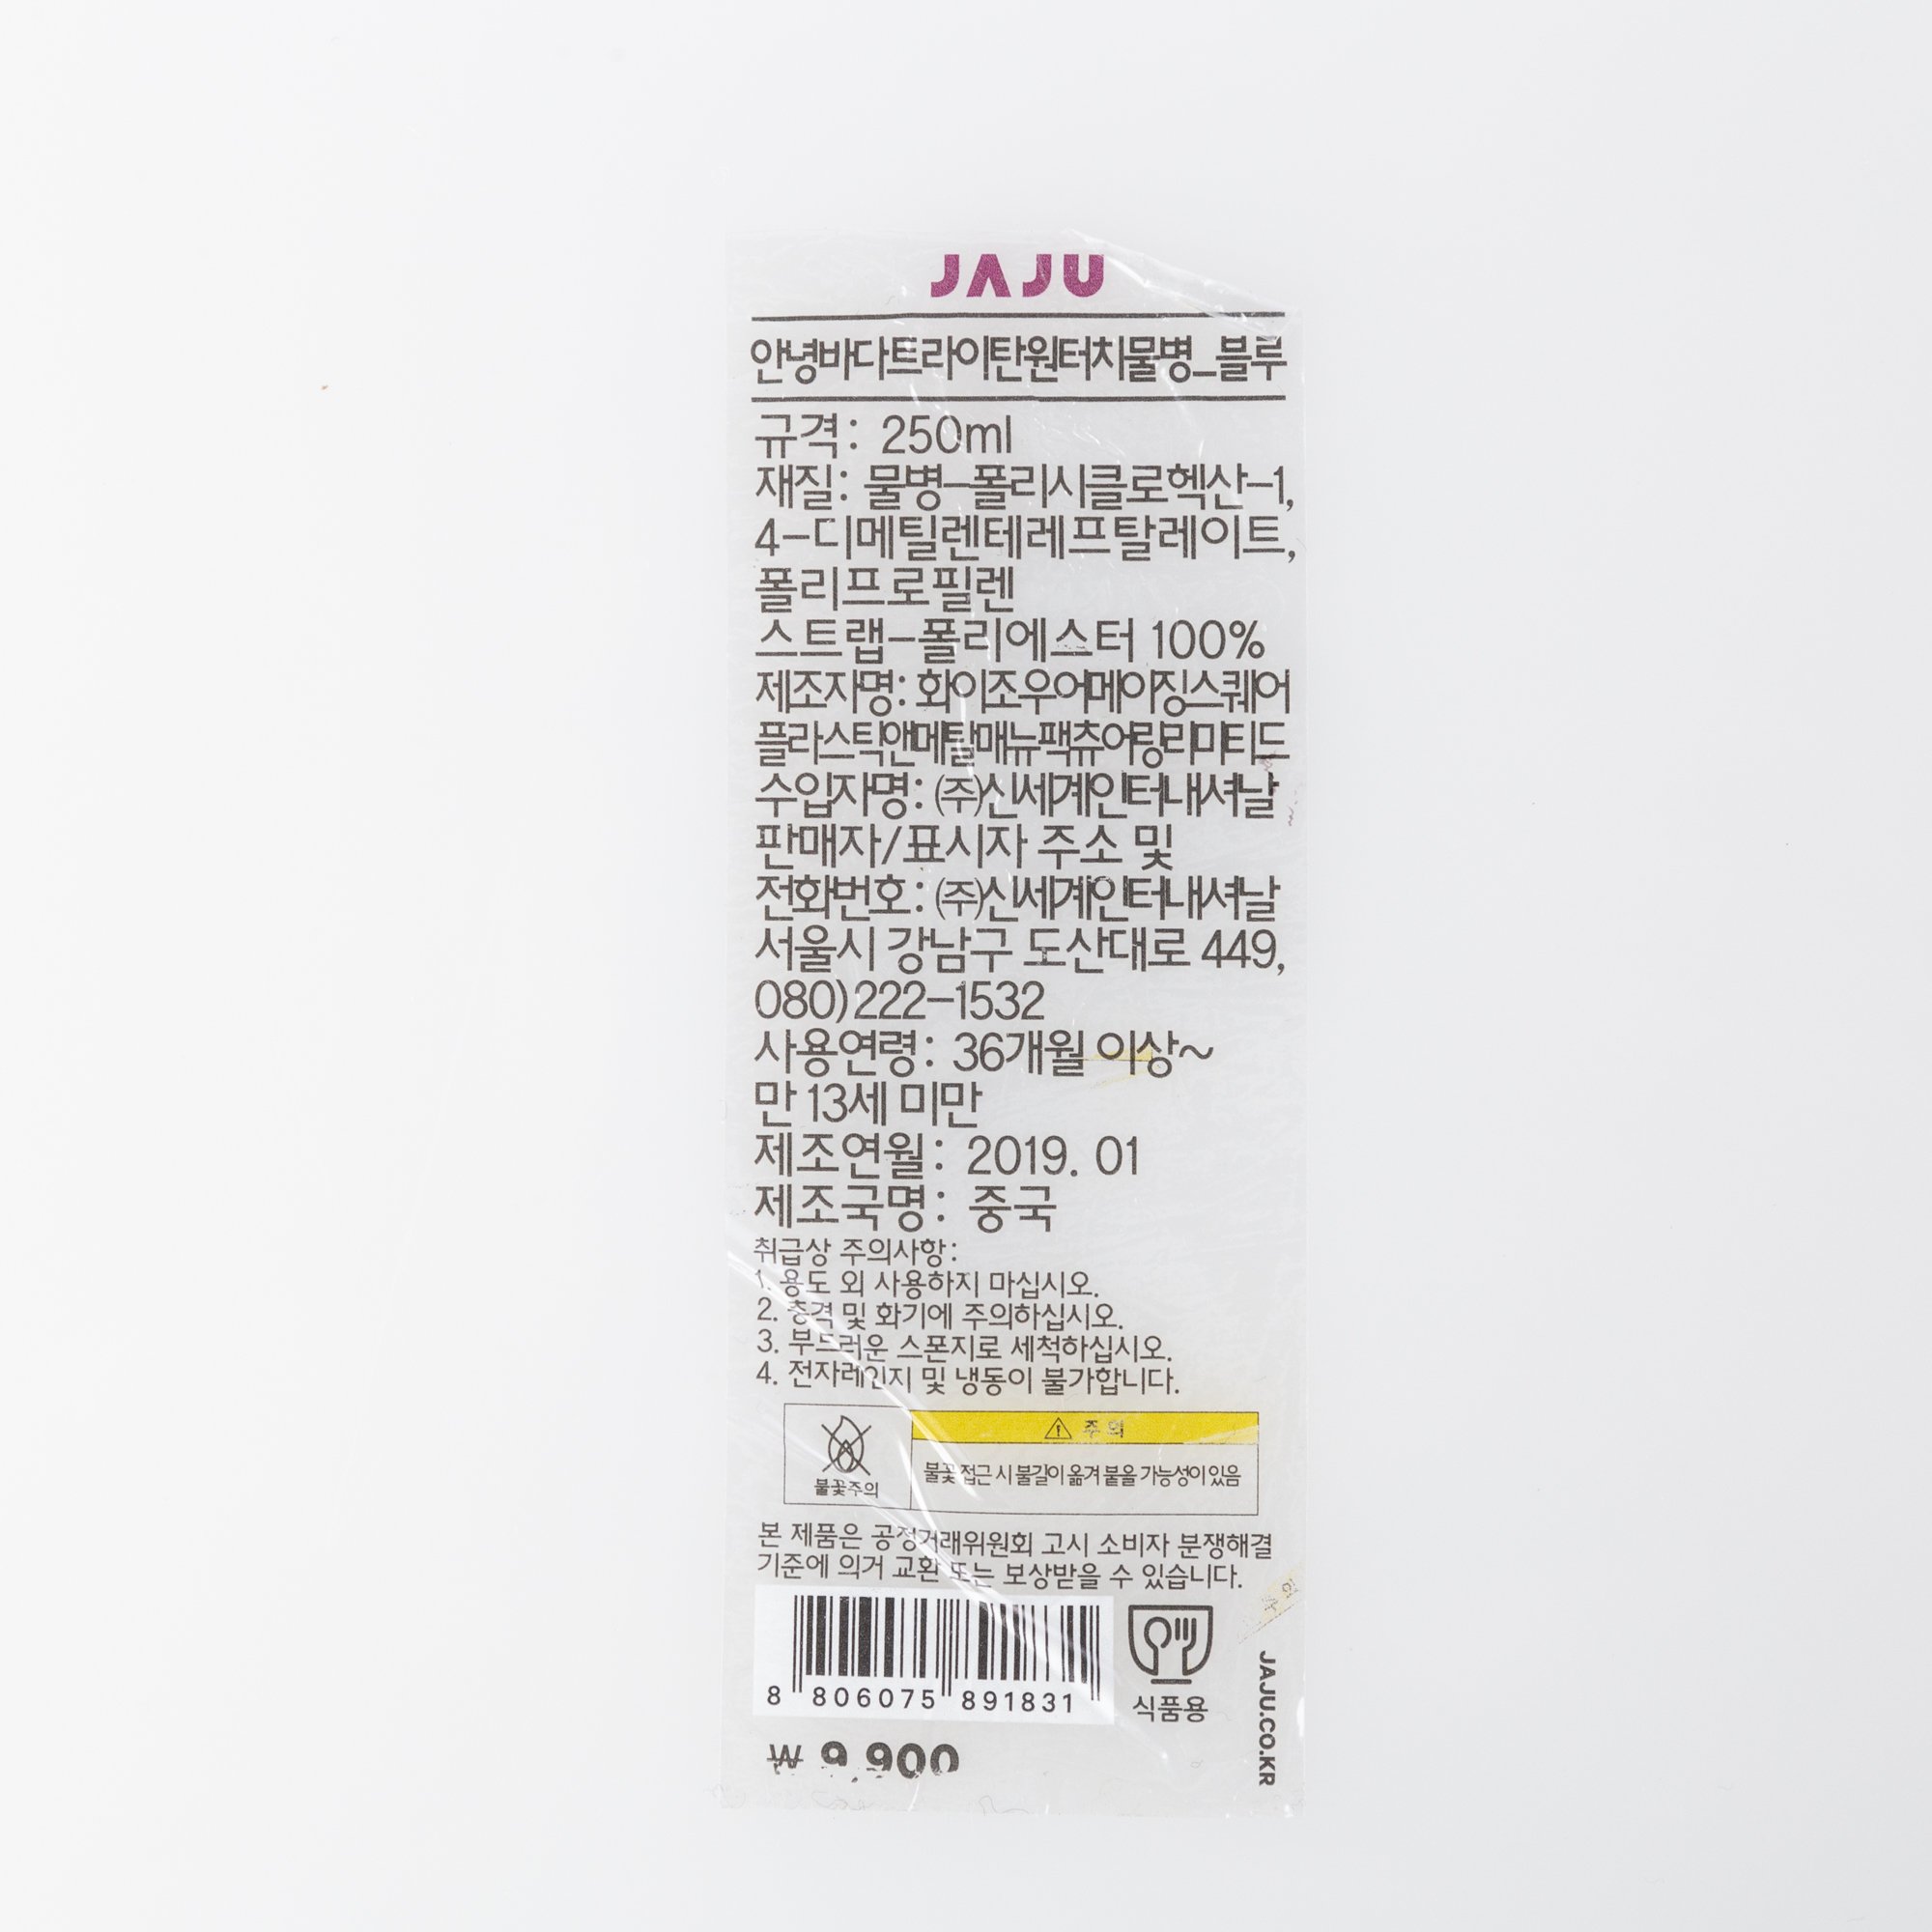 JAJU
안녕바다트라이탄원터치물병_블루
규격: 250ml
재질: 물병-폴리시클로헥산-1,
4-디메틸렌테레프탈레이트,
폴리프로필렌
스트랩-폴리에스터 100%
제조자명: 화이조우어메이징스퀘어
플라스틱앤메탈매뉴팩츄어링리미티드
수입자명: ㈜신세계인터내셔날
판매자/표시자 주소 및
전화번호: ㈜신세계인터내셔날
서울시 강남구 도산대로 449,
080)222-1532
사용연령: 36개월 이상~
만 13세 미만
제조연월: 2019. 01
제조국명: 중국
취급상 주의사항:
1. 용도 외 사용하지 마십시오.
2. 충격 및 화기에 주의하십시오.
3. 부드러운 스폰지로 세척하십시오.
4. 전자레인지 및 냉동이 불가합니다.
주의
불꽃주의
불꽃 접근 시 불길이 옮겨 붙을 가능성이 있음
본 제품은 공정거래위원회 고시 소비자 분쟁해결
기준에 의거 교환 또는 보상받을 수 있습니다.
8 806075 891831
식품용
JAJU.CO.KR
₩ 9,900